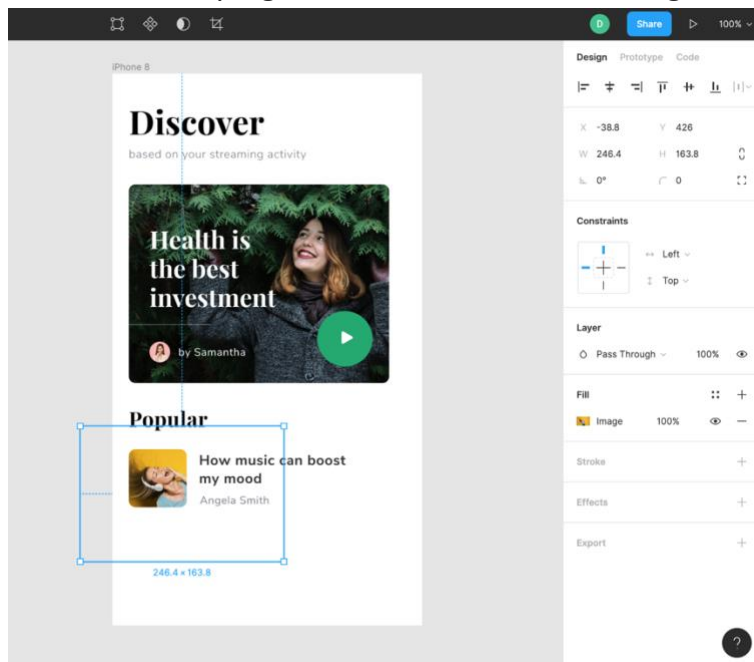 D
Share
100%
Design Prototype Code
X -38.8 Y 426
W 246.4 H 163.8
0° 0
Constraints
Left
Top
Layer
Pass Through 100%
Fill
Image 100%
Stroke
Effects
Export
?
iPhone 8
Discover
based on your streaming activity
Health is
the best
investment
by Samantha
Popular
How music can boost
my mood
Angela Smith
246.4 × 163.8